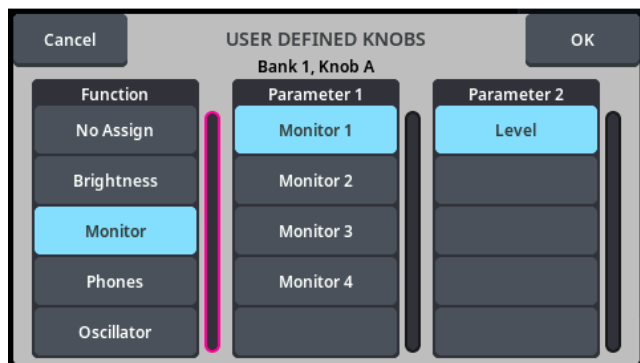 Cancel
USER DEFINED KNOBS
OK
Bank 1, Knob A
Function
Parameter 1
Parameter 2
No Assign
Monitor 1
Level
Brightness
Monitor 2
Monitor
Monitor 3
Phones
Monitor 4
Oscillator